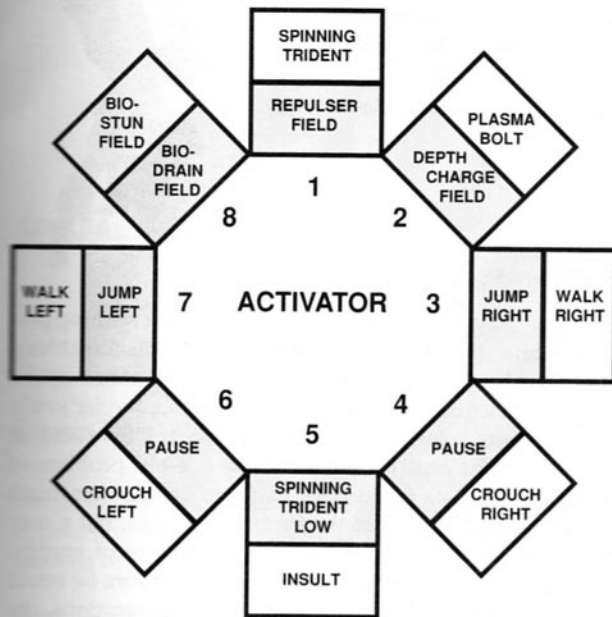 SPINNING
TRIDENT
REPULSER
FIELD
BIO-
STUN
FIELD
BIO-
DRAIN
FIELD
PLASMA
BOLT
DEPTH
CHARGE
FIELD
1
8
2
WALK
LEFT
JUMP
LEFT
7
ACTIVATOR
3
JUMP
RIGHT
WALK
RIGHT
6
4
5
PAUSE
CROUCH
LEFT
PAUSE
CROUCH
RIGHT
SPINNING
TRIDENT
LOW
INSULT